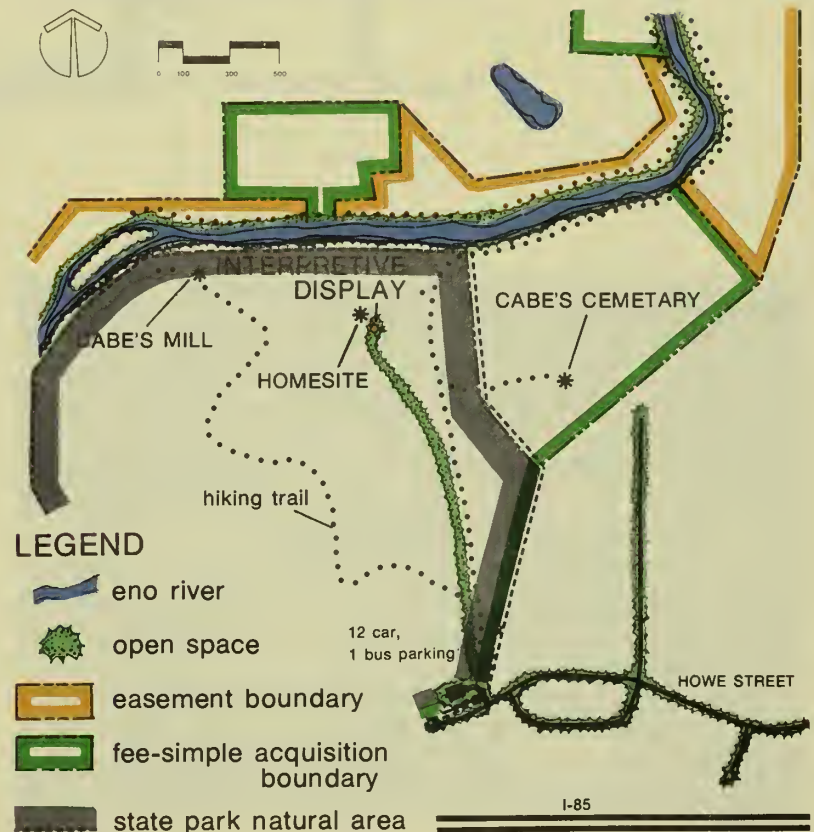 0 100 300 500
INTERPRETIVE
DISPLAY
CABE'S MILL
HOMESITE
CABE'S CEMETARY
hiking trail
LEGEND
eno river
open space
easement boundary
fee-simple acquisition
boundary
state park natural area
12 car,
1 bus parking
HOWE STREET
I-85